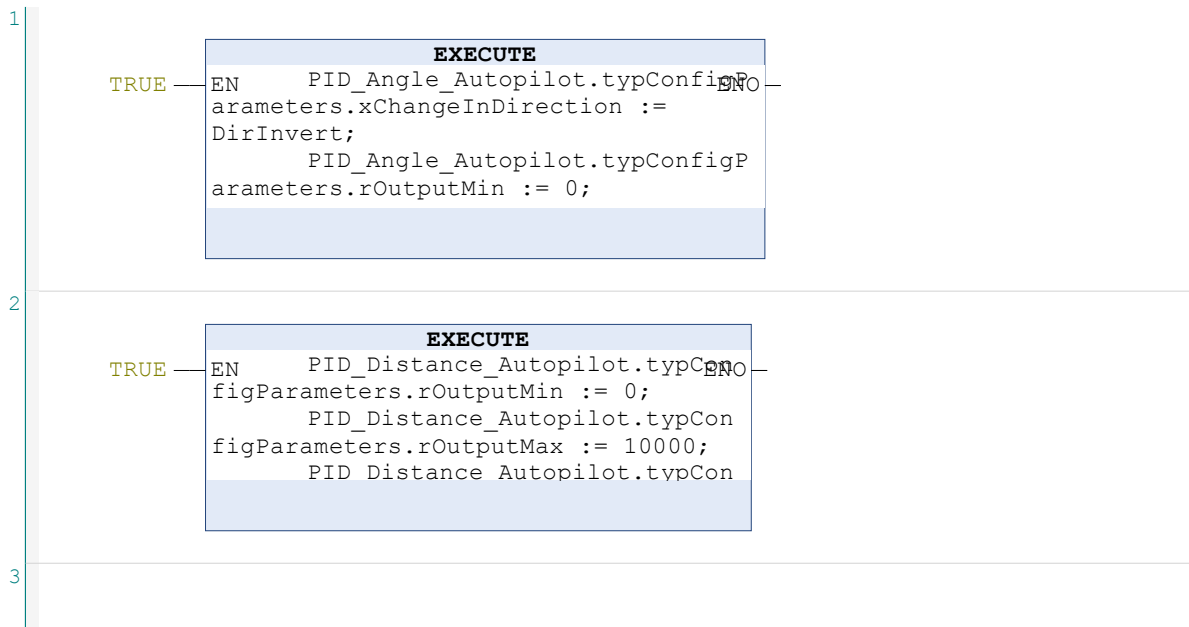 1
EXECUTE
TRUE EN PID_Angle_Autopilot.typConfigP ENO
arameters.xChangeInDirection :=
DirInvert;
PID_Angle_Autopilot.typConfigP
arameters.rOutputMin := 0;
2
EXECUTE
TRUE EN PID_Distance_Autopilot.typCon ENO
figParameters.rOutputMin := 0;
PID_Distance_Autopilot.typCon
figParameters.rOutputMax := 10000;
PID_Distance_Autopilot.typCon
3